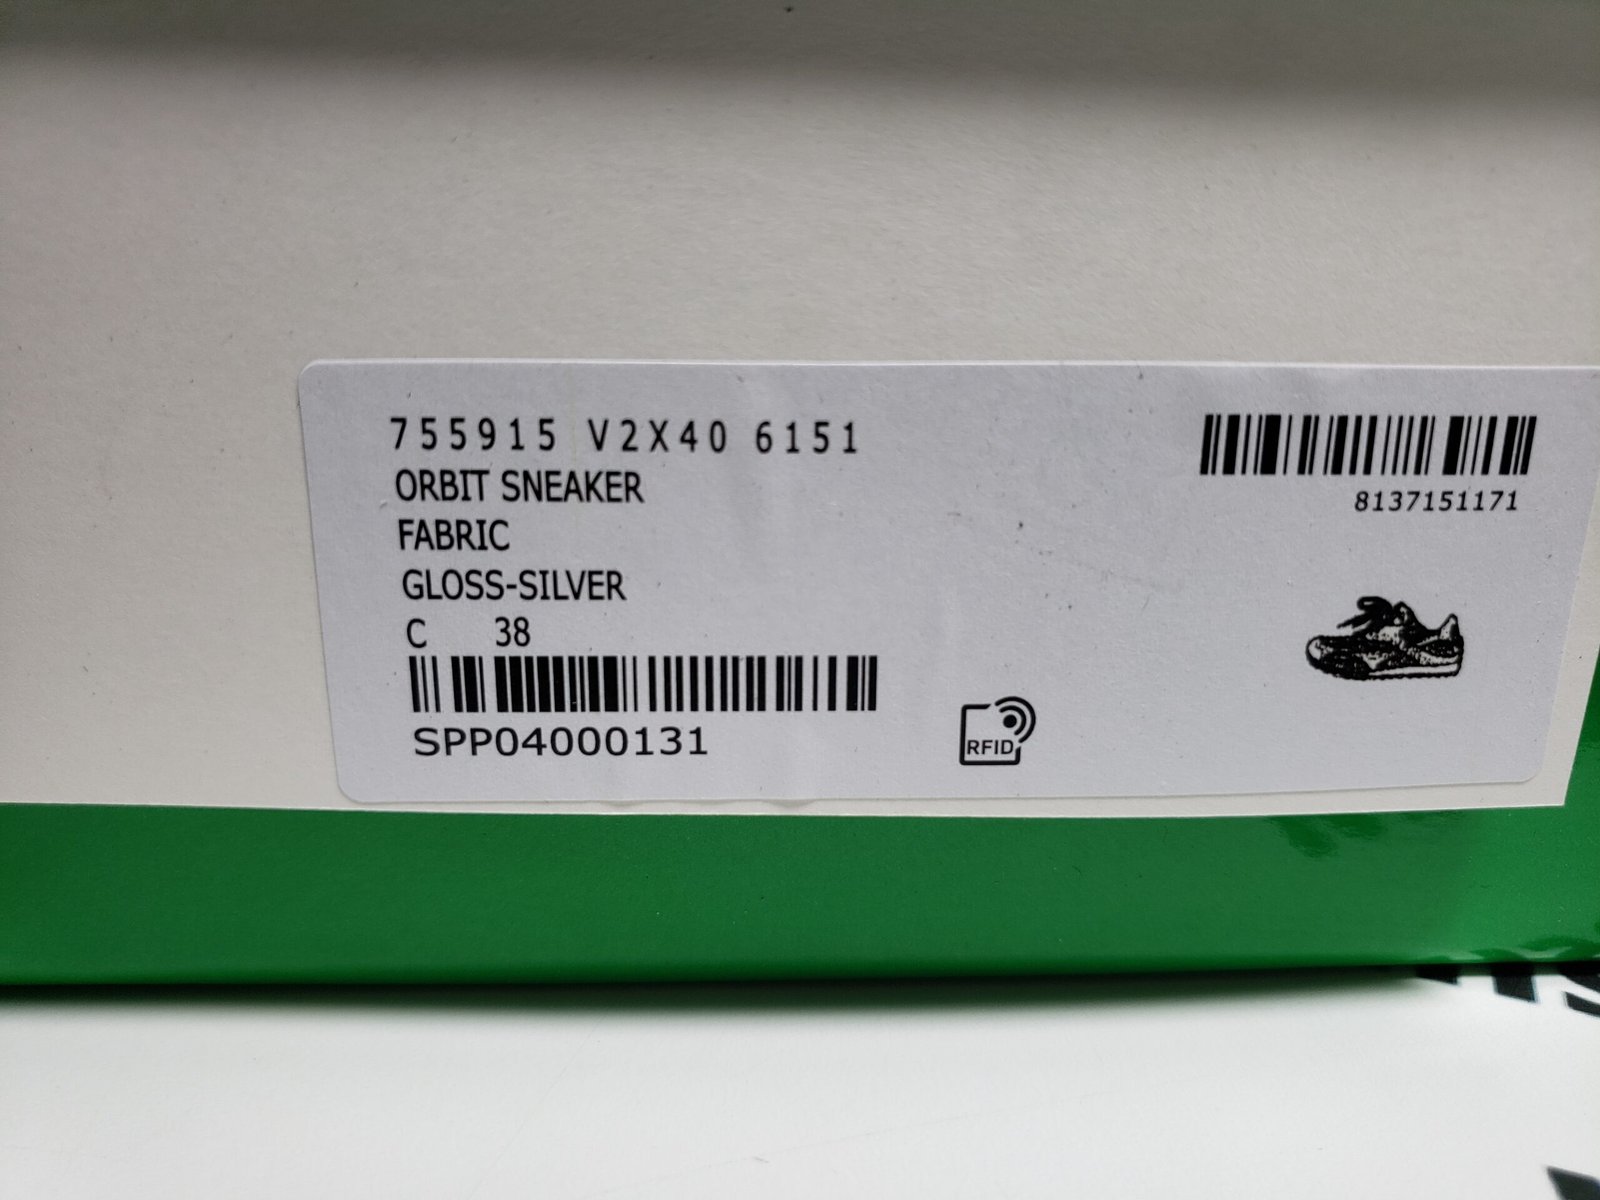 755915 V2X40 6151
ORBIT SNEAKER
FABRIC
GLOSS-SILVER
C 38
SPP04000131
8137151171
RFID